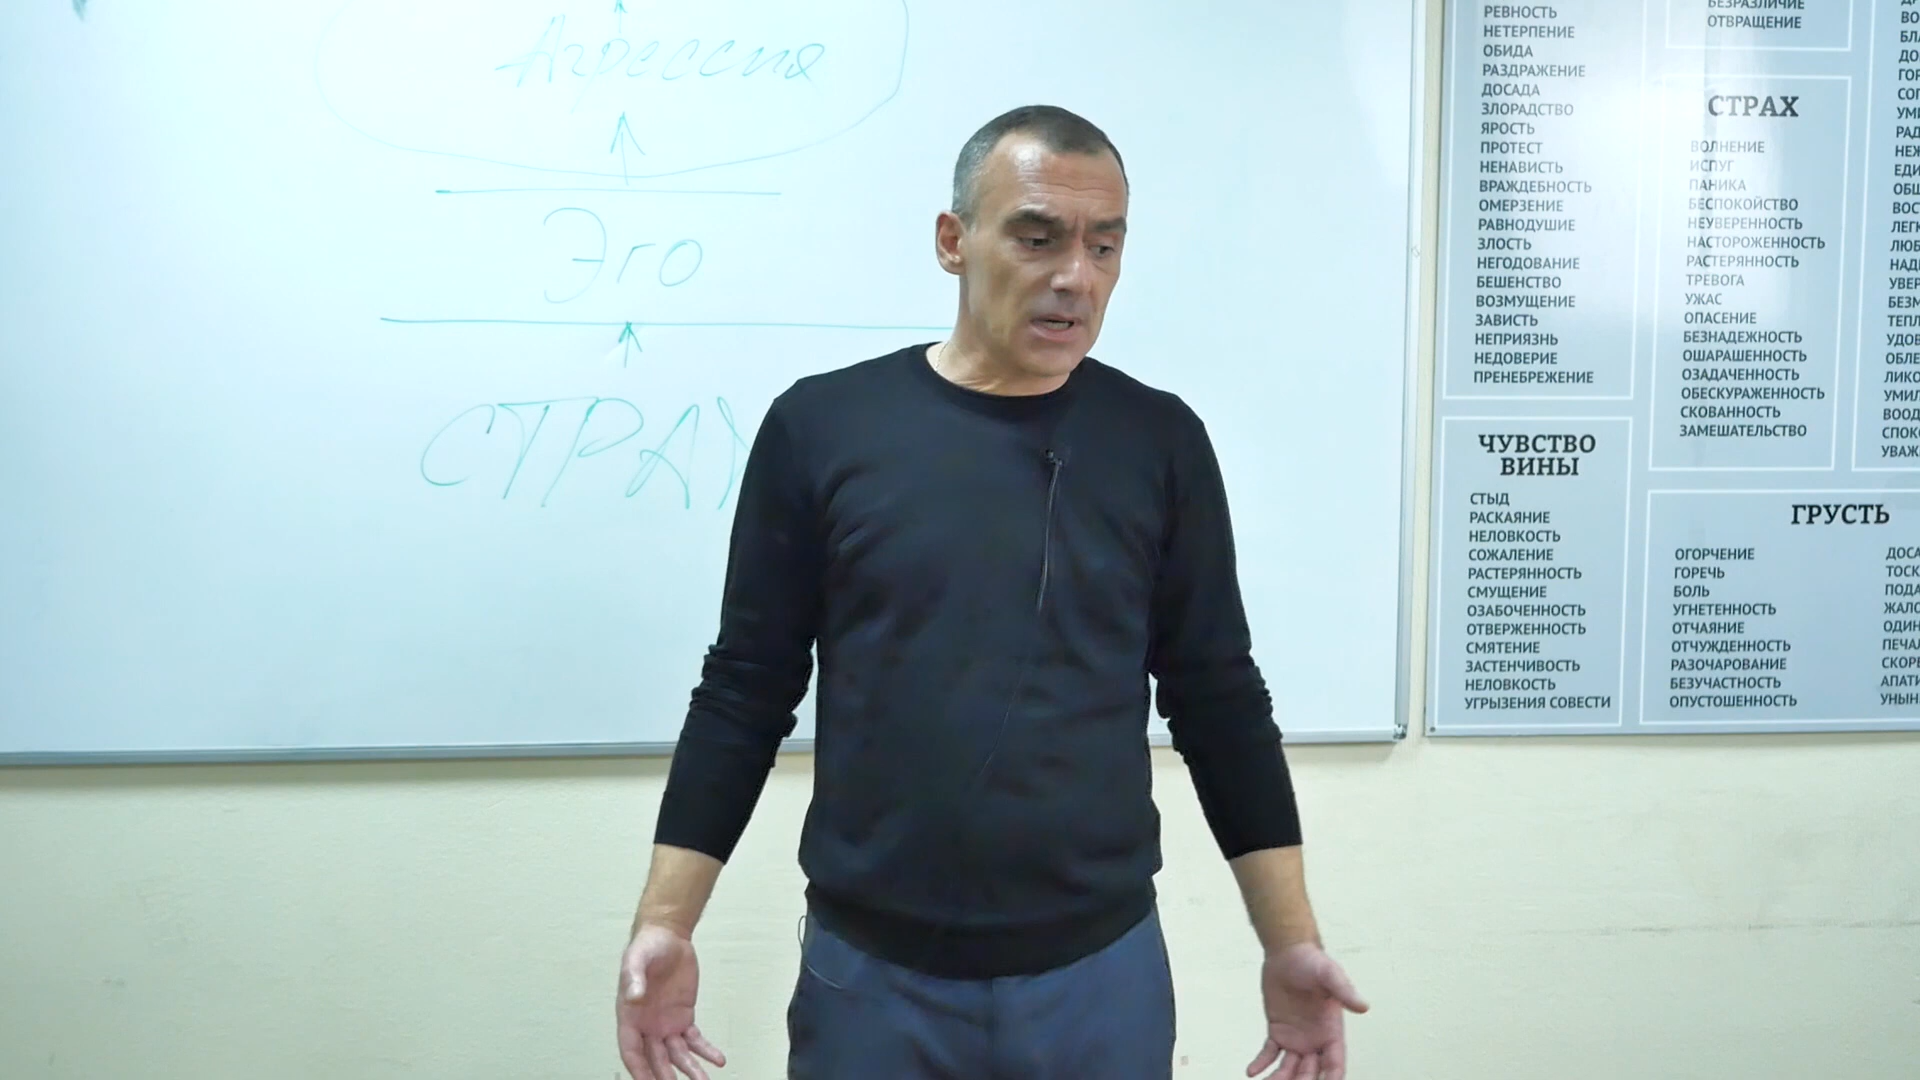 Агрессия
Эго
СТРАХ
РЕВНОСТЬ
НЕТЕРПЕНИЕ
ОБИДА
РАЗДРАЖЕНИЕ
ДОСАДА
ЗЛОРАДСТВО
ЯРОСТЬ
ПРОТЕСТ
НЕНАВИСТЬ
ВРАЖДЕБНОСТЬ
ОМЕРЗЕНИЕ
РАВНОДУШИЕ
ЗЛОСТЬ
НЕГОДОВАНИЕ
БЕШЕНСТВО
ВОЗМУЩЕНИЕ
ЗАВИСТЬ
НЕПРИЯЗНЬ
НЕДОВЕРИЕ
ПРЕНЕБРЕЖЕНИЕ
ЧУВСТВО
ВИНЫ
СТЫД
РАСКАЯНИЕ
НЕЛОВКОСТЬ
СОЖАЛЕНИЕ
РАСТЕРЯННОСТЬ
СМУЩЕНИЕ
ОЗАБОЧЕННОСТЬ
ОТВЕРЖЕННОСТЬ
СМЯТЕНИЕ
ЗАСТЕНЧИВОСТЬ
НЕЛОВКОСТЬ
УГРЫЗЕНИЯ СОВЕСТИ
БЕЗРАЗЛИЧИЕ
ОТВРАЩЕНИЕ
СТРАХ
ВОЛНЕНИЕ
ИСПУГ
ПАНИКА
БЕСПОКОЙСТВО
НЕУВЕРЕННОСТЬ
НАСТОРОЖЕННОСТЬ
РАСТЕРЯННОСТЬ
ТРЕВОГА
УЖАС
ОПАСЕНИЕ
БЕЗНАДЕЖНОСТЬ
ОШАРАШЕННОСТЬ
ОЗАДАЧЕННОСТЬ
ОБЕСКУРАЖЕННОСТЬ
СКОВАННОСТЬ
ЗАМЕШАТЕЛЬСТВО
ГРУСТЬ
ОГОРЧЕНИЕ
ГОРЕЧЬ
БОЛЬ
УГНЕТЕННОСТЬ
ОТЧАЯНИЕ
ОТЧУЖДЕННОСТЬ
РАЗОЧАРОВАНИЕ
БЕЗУЧАСТНОСТЬ
ОПУСТОШЕННОСТЬ